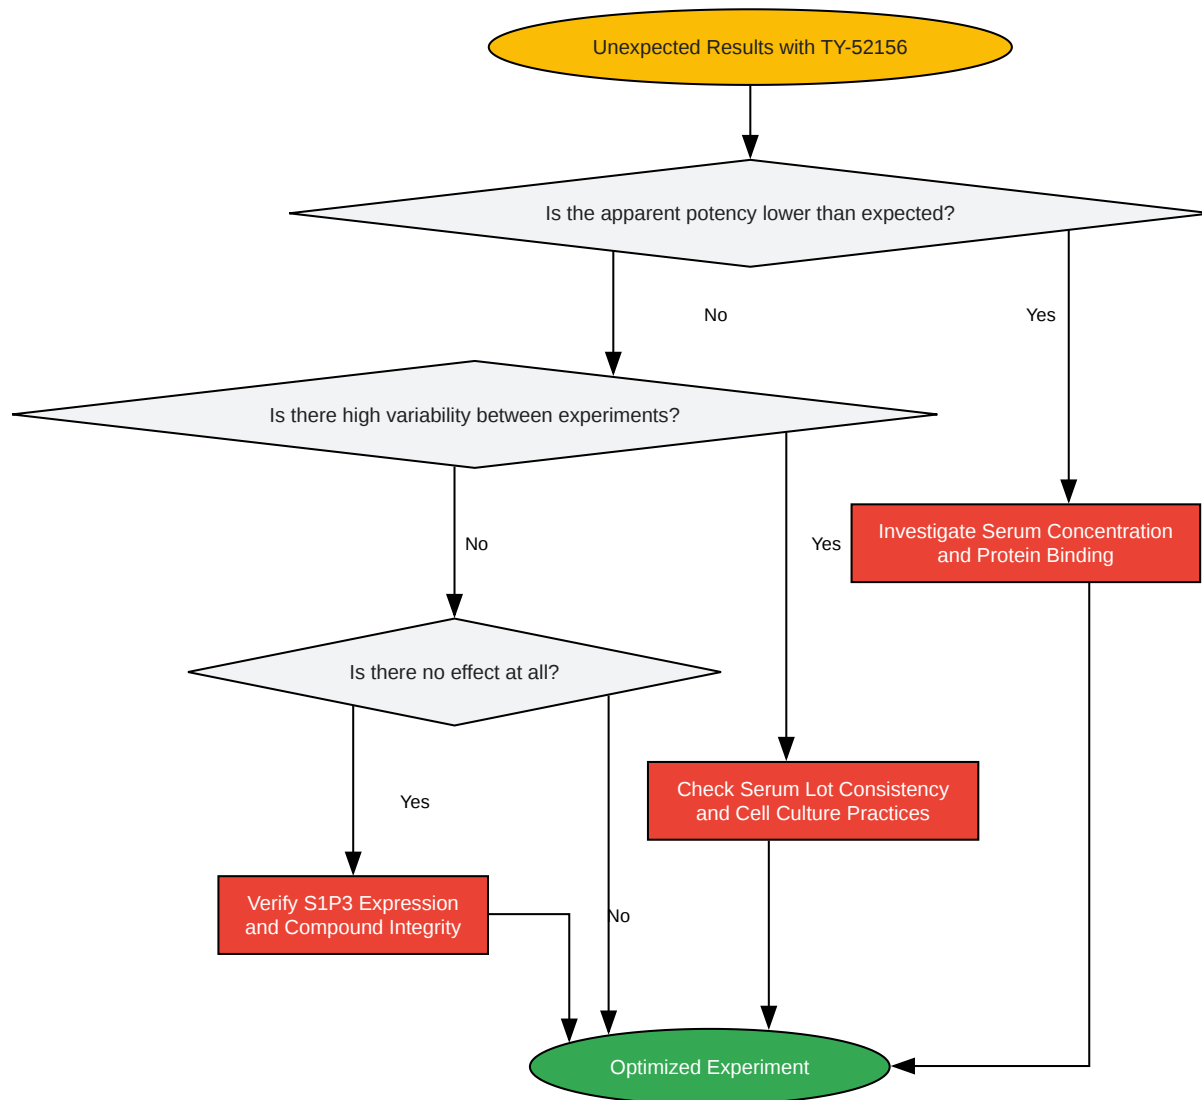 Unexpected Results with TY-52156
Is the apparent potency lower than expected?
No
Yes
Is there high variability between experiments?
No
Yes
Investigate Serum Concentration
and Protein Binding
Is there no effect at all?
Yes
Check Serum Lot Consistency
and Cell Culture Practices
Verify S1P3 Expression
and Compound Integrity
No
Optimized Experiment